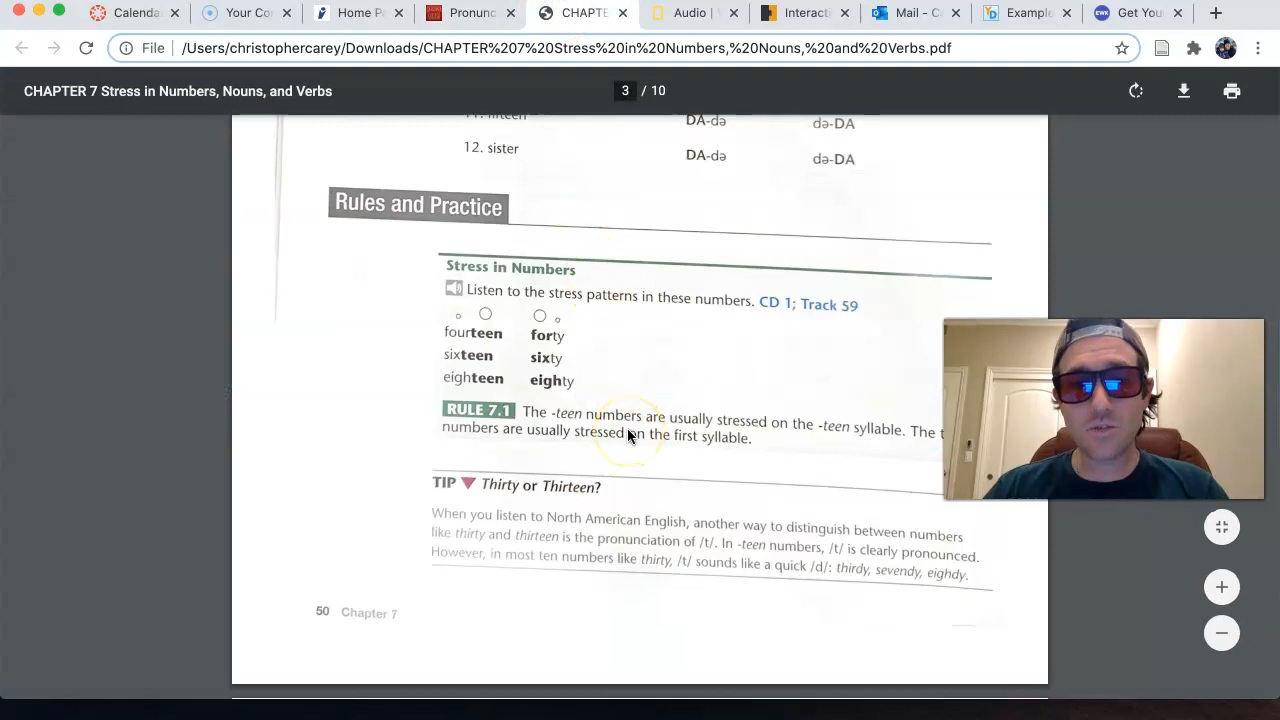 Calenda
Your Co
Home P
Pronunc
CHAPTE
Audio | V
Interacti
Mail - C
Example
Get You
File /Users/christophercarey/Downloads/CHAPTER%207%20Stress%20in%20Numbers,%20Nouns,%20and%20Verbs.pdf
CHAPTER 7 Stress in Numbers, Nouns, and Verbs
3 / 10
11. fifteen DA-də də-DA
12. sister DA-də də-DA
Rules and Practice
Stress in Numbers
Listen to the stress patterns in these numbers. CD 1; Track 59
fourteen forty
sixteen sixty
eighteen eighty
RULE 7.1 The -teen numbers are usually stressed on the -teen syllable. The t
numbers are usually stressed on the first syllable.
TIP Thirty or Thirteen?
When you listen to North American English, another way to distinguish between numbers
like thirty and thirteen is the pronunciation of /t/. In -teen numbers, /t/ is clearly pronounced.
However, in most ten numbers like thirty, /t/ sounds like a quick /d/: thirdy, sevendy, eighdy.
50 Chapter 7